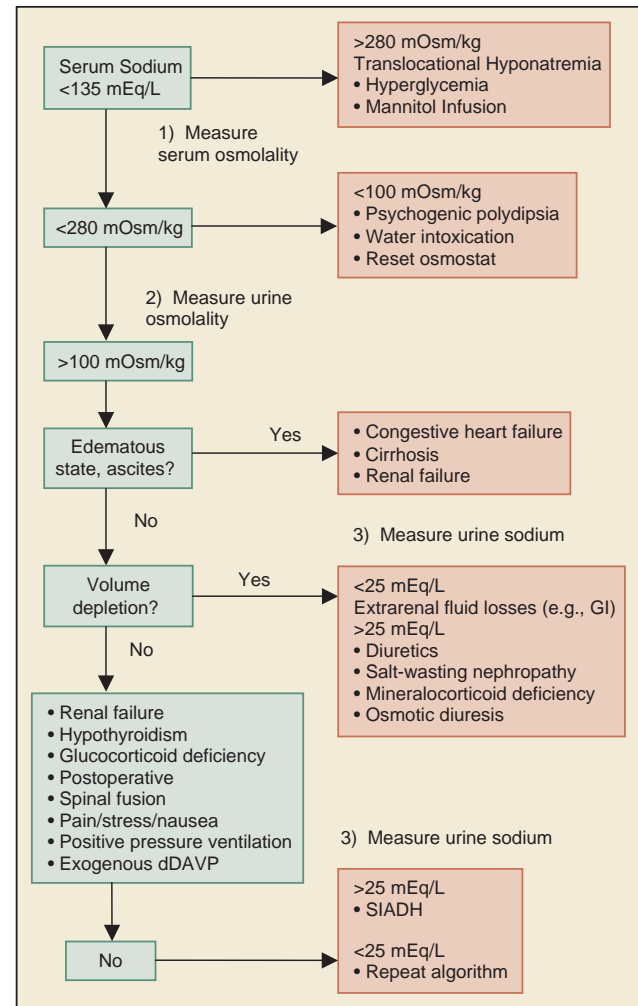 Serum Sodium
<135 mEq/L
>280 mOsm/kg
Translocational Hyponatremia
• Hyperglycemia
• Mannitol Infusion
1) Measure
serum osmolality
<280 mOsm/kg
<100 mOsm/kg
• Psychogenic polydipsia
• Water intoxication
• Reset osmostat
2) Measure urine
osmolality
>100 mOsm/kg
Edematous
state, ascites?
Yes
• Congestive heart failure
• Cirrhosis
• Renal failure
No
3) Measure urine sodium
Volume
depletion?
Yes
<25 mEq/L
Extrarenal fluid losses (e.g., GI)
>25 mEq/L
• Diuretics
• Salt-wasting nephropathy
• Mineralocorticoid deficiency
• Osmotic diuresis
No
• Renal failure
• Hypothyroidism
• Glucocorticoid deficiency
• Postoperative
• Spinal fusion
• Pain/stress/nausea
• Positive pressure ventilation
• Exogenous dDAVP
3) Measure urine sodium
>25 mEq/L
• SIADH
<25 mEq/L
• Repeat algorithm
No